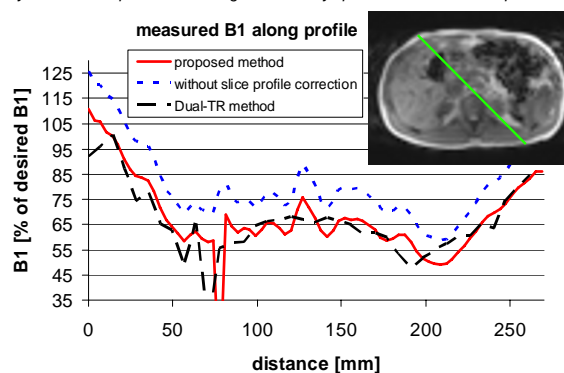 measured B1 along profile
proposed method
without slice profile correction
Dual-TR method
B1 [% of desired B1]
125
115
105
95
85
75
65
55
45
35
0
50
100
150
200
250
distance [mm]